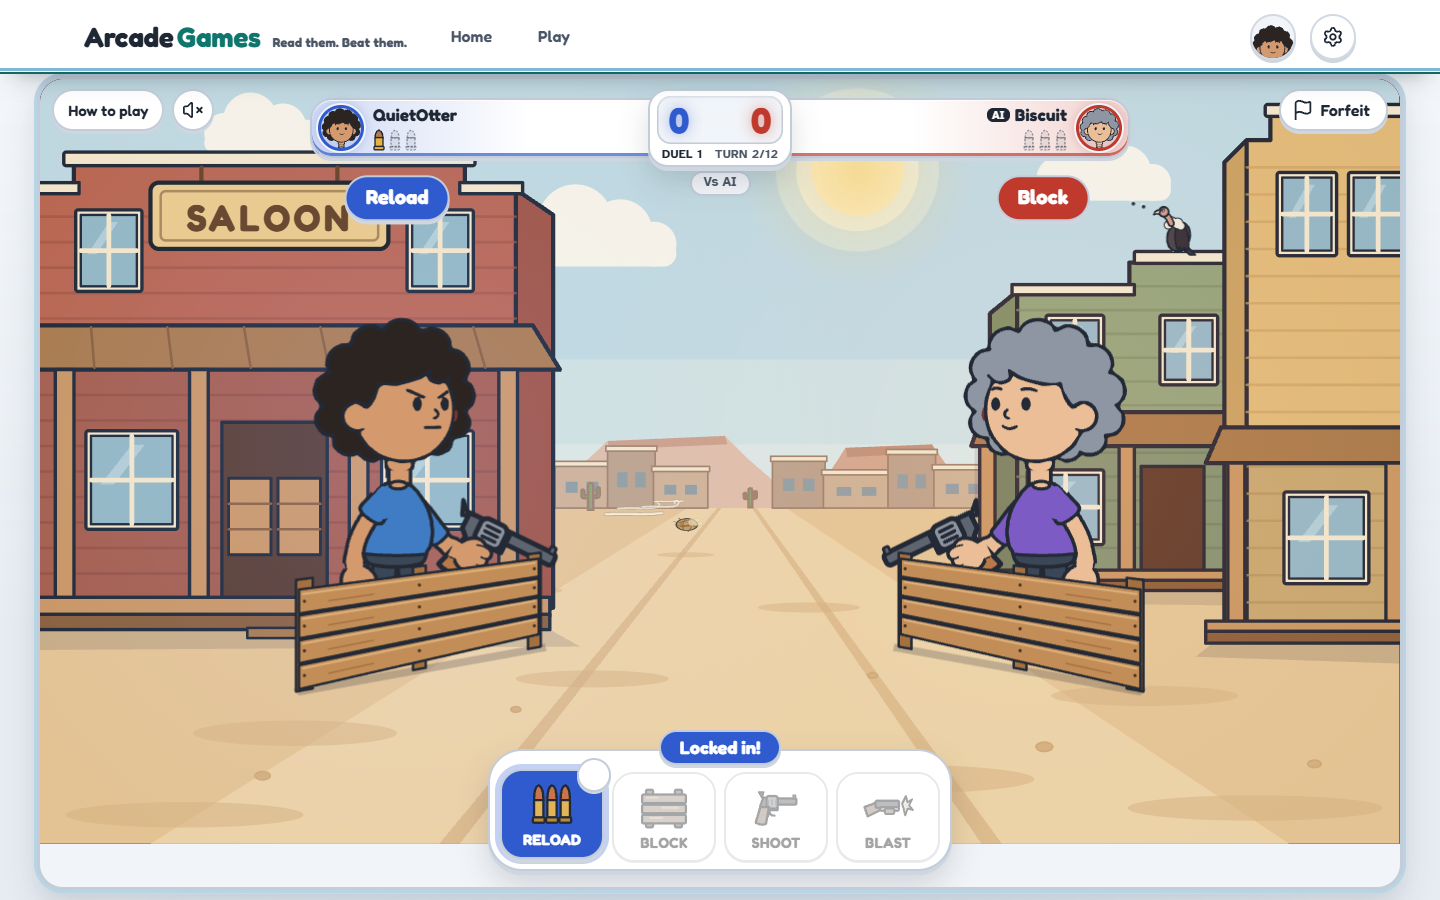 Arcade Games Read them. Beat them. Home Play
How to play
QuietOtter
0 0
DUEL 1 TURN 2/12
AI Biscuit
Forfeit
Vs AI
SALOON
Reload
Block
Locked in!
RELOAD
BLOCK
SHOOT
BLAST